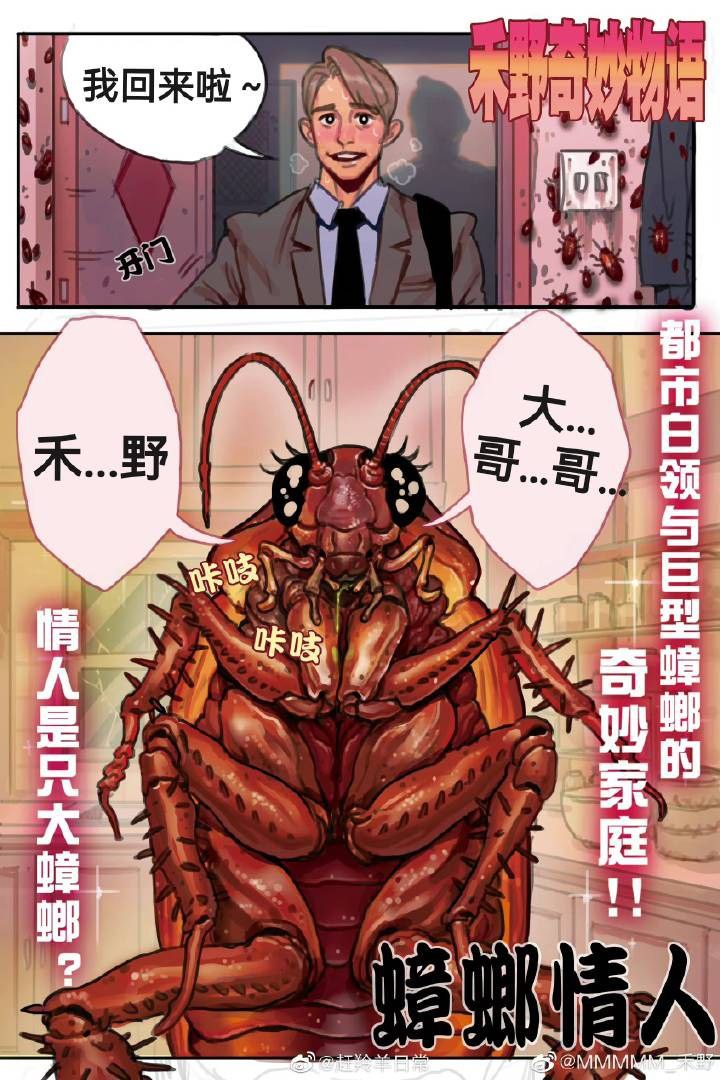 禾野奇妙物语
我回来啦~
开门
禾...野
大...
哥...哥...
都市白领与巨型蟑螂的
奇妙家庭!!
咔吱
咔吱
情人是只大蟑螂?
蟑螂情人
@赶羚羊日常
@MMMMM_禾野